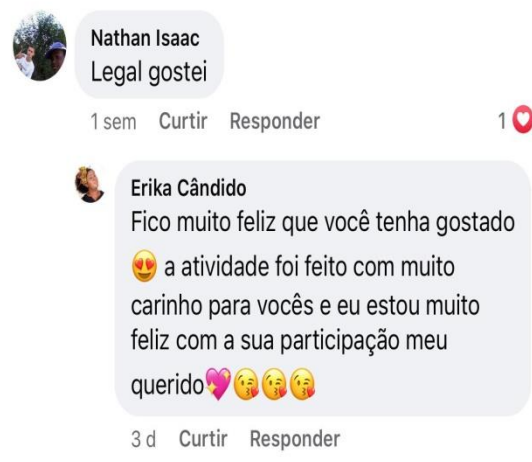 Nathan Isaac
Legal gostei
1 sem Curtir Responder 1
Erika Cândido
Fico muito feliz que você tenha gostado
😍 a atividade foi feito com muito
carinho para vocês e eu estou muito
feliz com a sua participação meu
querido💖😘😘😘
3 d Curtir Responder